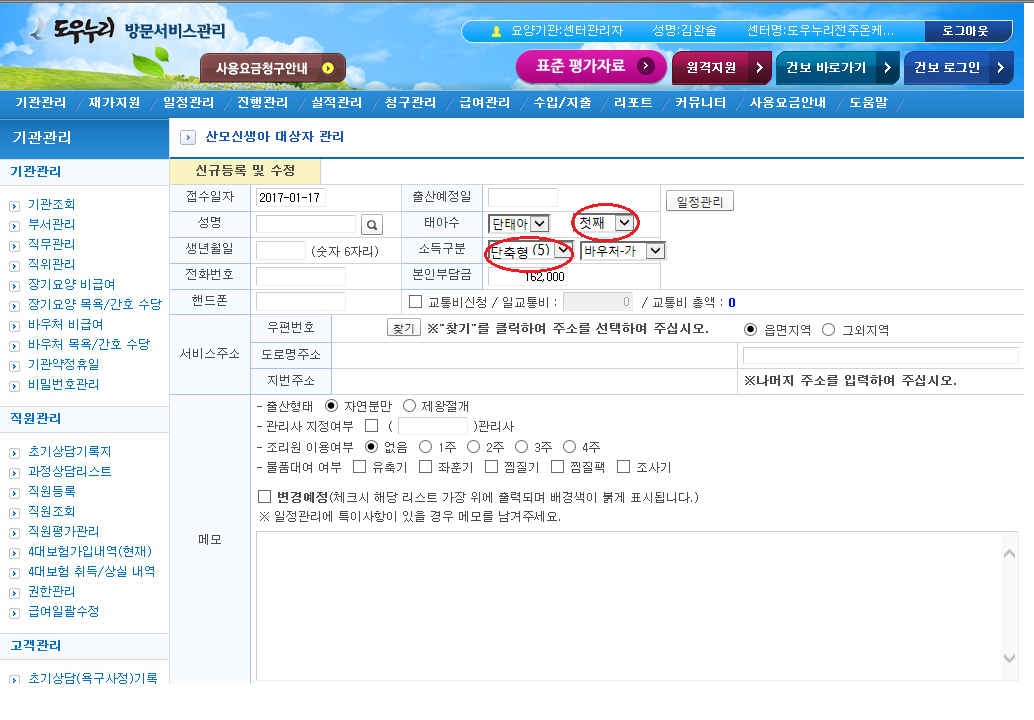 도우누리 방문서비스관리
요양기관:센터관리자 성명:김완술 센터명:도우누리전주온케... 로그아웃
사용요금청구안내 표준 평가자료 원격지원 건보 바로가기 건보 로그인
기관관리 재가지원 일정관리 진행관리 실적관리 청구관리 급여관리 수입/지출 리포트 커뮤니티 사용요금안내 도움말
기관관리
기관관리
기관조회
부서관리
직무관리
직위관리
장기요양 비급여
장기요양 목욕/간호 수당
바우처 비급여
바우처 목욕/간호 수당
기관약정휴일
비밀번호관리
직원관리
초기상담기록지
과정상담리스트
직원등록
직원조회
직원평가관리
4대보험가입내역(현재)
4대보험 취득/상실 내역
권한관리
급여일괄수정
고객관리
초기상담(욕구사정)기록
산모신생아 대상자 관리
신규등록 및 수정
접수일자 2017-01-17 출산예정일 일정관리
성명 태아수 단태아 첫째
생년월일 (숫자 6자리) 소득구분 단축형 (5) 바우처-가
전화번호 본인부담금 162,000
핸드폰 교통비신청 / 일교통비 : 0 / 교통비 총액 : 0
서비스주소 우편번호 찾기 ※"찾기"를 클릭하여 주소를 선택하여 주십시오. 읍면지역 그외지역
도로명주소
지번주소 ※나머지 주소를 입력하여 주십시오.
메모
- 출산형태 자연분만 제왕절개
- 관리사 지정여부 ( )관리사
- 조리원 이용여부 없음 1주 2주 3주 4주
- 물품대여 여부 유축기 좌훈기 찜질기 찜질팩 조사기
변경예정(체크시 해당 리스트 가장 위에 출력되며 배경색이 붉게 표시됩니다.)
※ 일정관리에 특이사항이 있을 경우 메모를 남겨주세요.